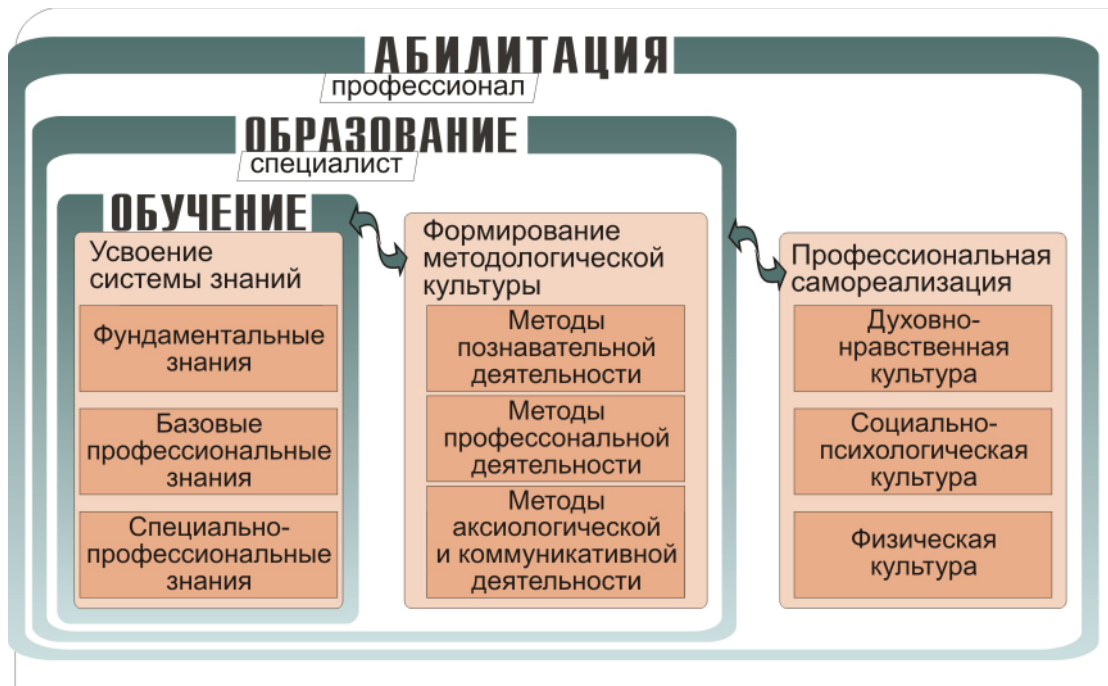 АБИЛИТАЦИЯ
профессионал
ОБРАЗОВАНИЕ
специалист
ОБУЧЕНИЕ
Усвоение
системы знаний
Фундаментальные
знания
Базовые
профессиональные
знания
Специально-
профессиональные
знания
Формирование
методологической
культуры
Методы
познавательной
деятельности
Методы
профессональной
деятельности
Методы
аксиологической
и коммуникативной
деятельности
Профессиональная
самореализация
Духовно-
нравственная
культура
Социально-
психологическая
культура
Физическая
культура